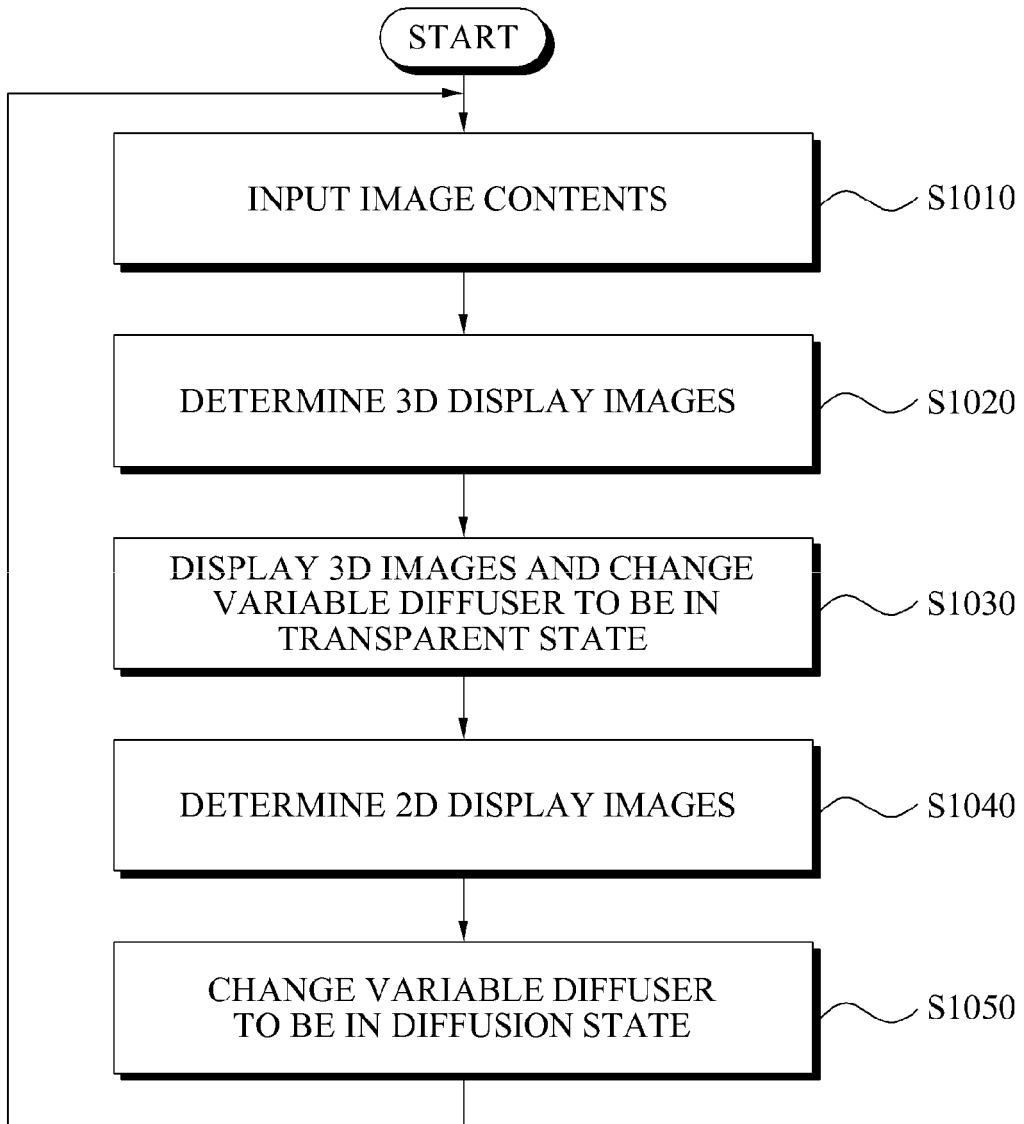 START
INPUT IMAGE CONTENTS
S1010
DETERMINE 3D DISPLAY IMAGES
S1020
DISPLAY 3D IMAGES AND CHANGE
VARIABLE DIFFUSER TO BE IN
TRANSPARENT STATE
S1030
DETERMINE 2D DISPLAY IMAGES
S1040
CHANGE VARIABLE DIFFUSER
TO BE IN DIFFUSION STATE
S1050